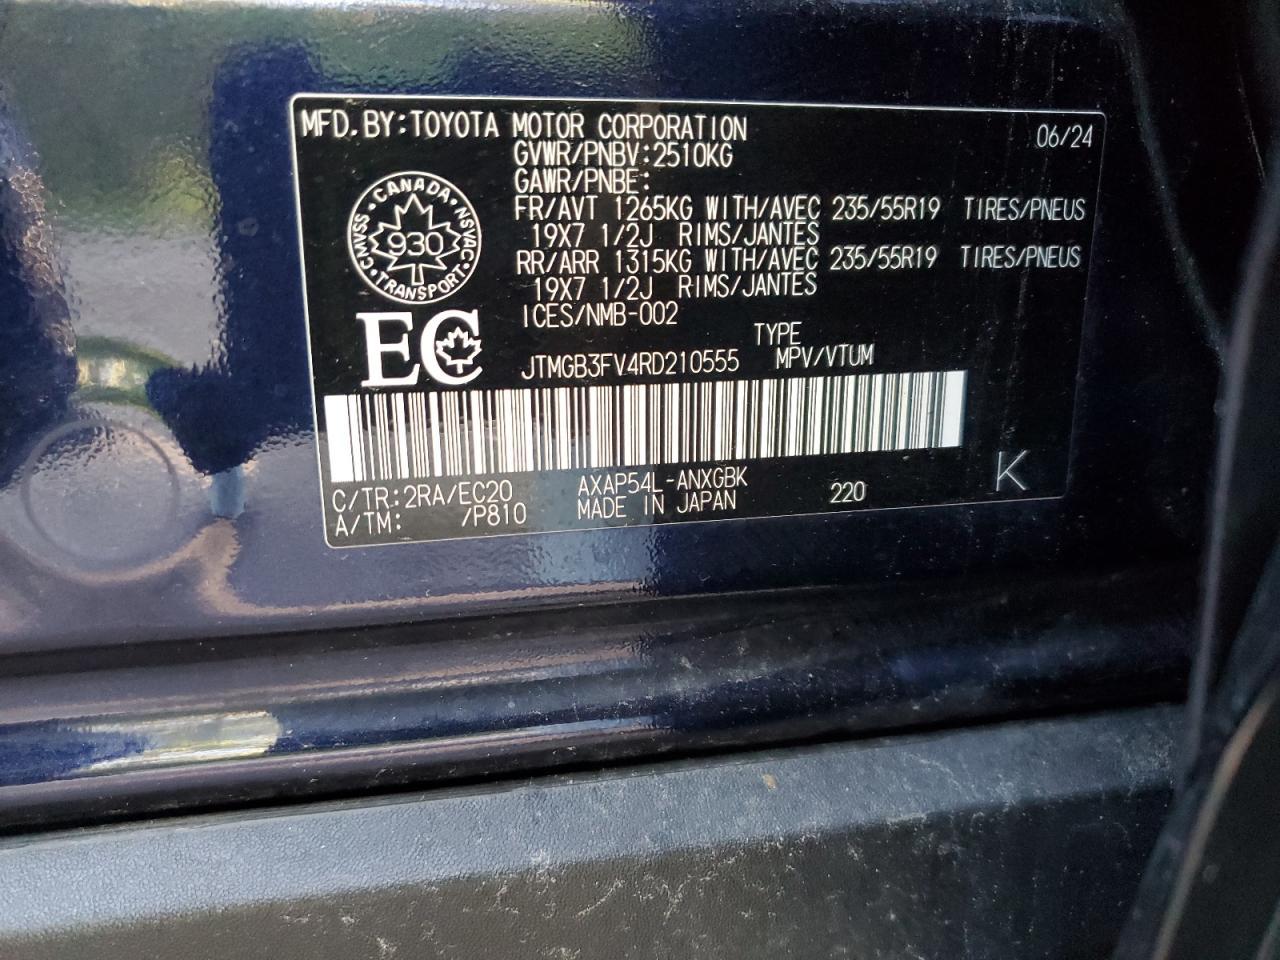 MFD.BY:TOYOTA MOTOR CORPORATION 06/24
GVWR/PNBV:2510KG
GAWR/PNBE:
FR/AVT 1265KG WITH/AVEC 235/55R19 TIRES/PNEUS
19X7 1/2J RIMS/JANTES
RR/ARR 1315KG WITH/AVEC 235/55R19 TIRES/PNEUS
19X7 1/2J RIMS/JANTES
ICES/NMB-002
CANADA
CMVSS 930 NSVAC
TRANSPORT
EC
TYPE
JTMGB3FV4RD210555 MPV/VTUM
C/TR:2RA/EC20 AXAP54L-ANXGBK
A/TM: /P810 MADE IN JAPAN 220 K